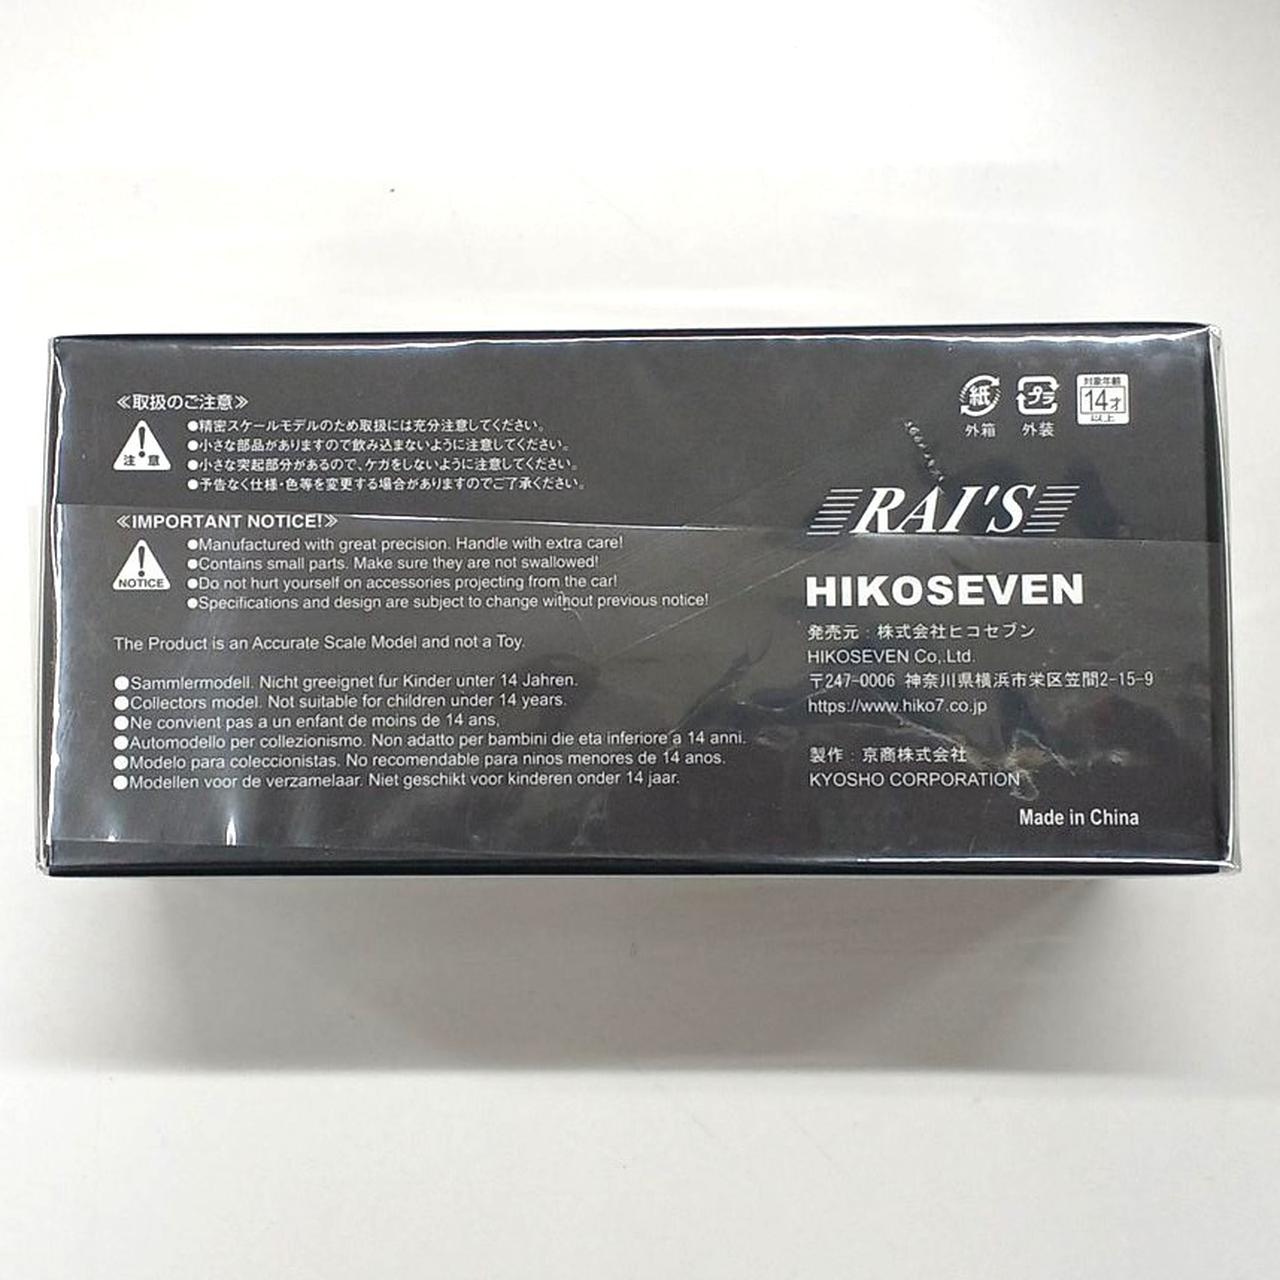 ≪取扱のご注意≫
注意
●精密スケールモデルのため取扱には充分注意してください。
●小さな部品がありますので飲み込まないように注意してください。
●小さな突起部分があるので、ケガをしないように注意してください。
●予告なく仕様・色等を変更する場合がありますのでご了承ください。
≪IMPORTANT NOTICE!≫
NOTICE
●Manufactured with great precision. Handle with extra care!
●Contains small parts. Make sure they are not swallowed!
●Do not hurt yourself on accessories projecting from the car!
●Specifications and design are subject to change without previous notice!
The Product is an Accurate Scale Model and not a Toy.
●Sammlermodell. Nicht greeignet fur Kinder unter 14 Jahren.
●Collectors model. Not suitable for children under 14 years.
●Ne convient pas a un enfant de moins de 14 ans,
●Automodello per collezionismo. Non adatto per bambini die eta inferiore a 14 anni.
●Modelo para coleccionistas. No recomendable para ninos menores de 14 anos.
●Modellen voor de verzamelaar. Niet geschikt voor kinderen onder 14 jaar.
紙
外箱
プラ
外装
対象年齢
14才
以上
RAI'S
HIKOSEVEN
発売元：株式会社ヒコセブン
HIKOSEVEN Co,.Ltd.
〒247-0006 神奈川県横浜市栄区笠間2-15-9
https://www.hiko7.co.jp
製作：京商株式会社
KYOSHO CORPORATION
Made in China